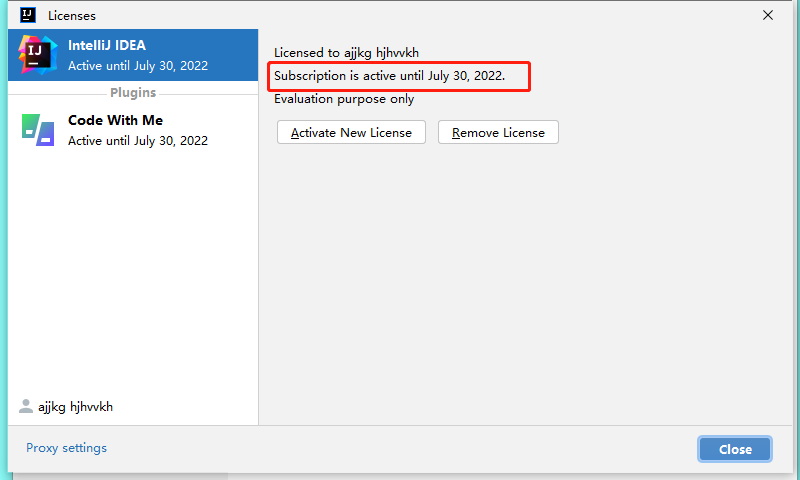 Licenses
IntelliJ IDEA
Active until July 30, 2022
Plugins
Code With Me
Active until July 30, 2022
ajjkg hjhvvkh
Licensed to ajjkg hjhvvkh
Subscription is active until July 30, 2022.
Evaluation purpose only
Activate New License
Remove License
Proxy settings
Close